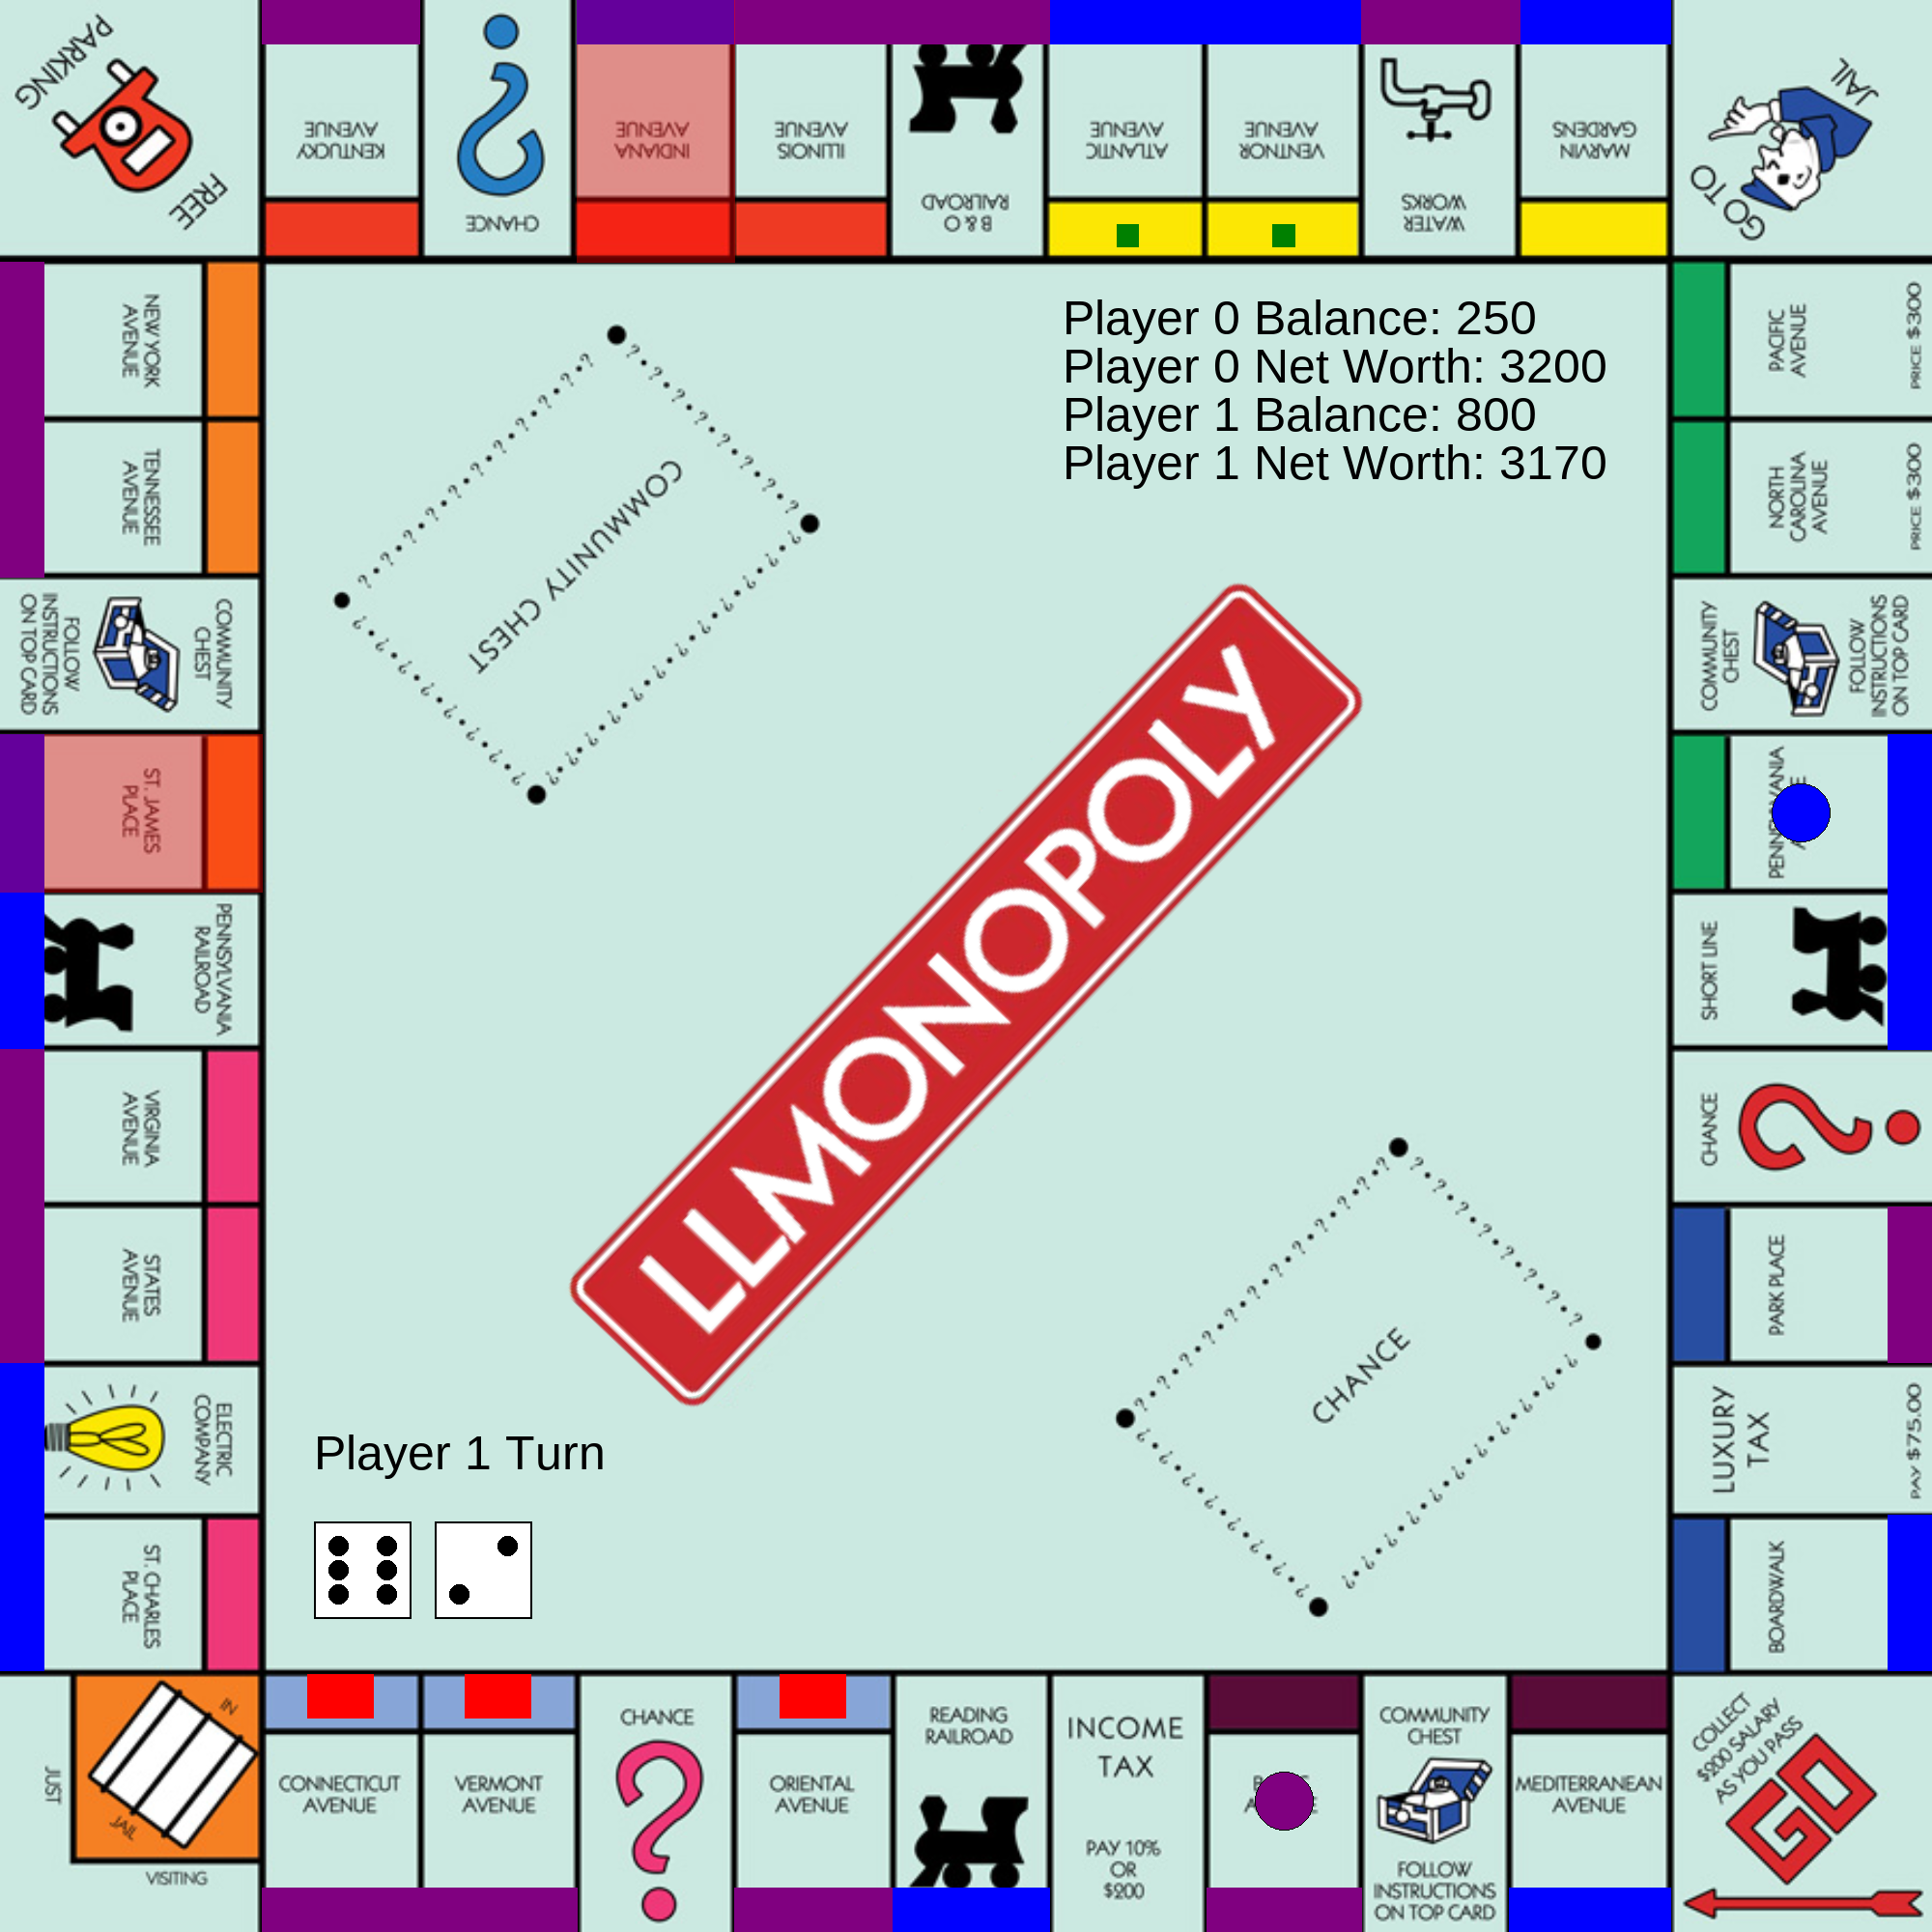 PARKING
FREE
KENTUCKY
AVENUE
CHANCE
INDIANA
AVENUE
ILLINOIS
AVENUE
B & O
RAILROAD
ATLANTIC
AVENUE
VENTNOR
AVENUE
WATER
WORKS
MARVIN
GARDENS
GO TO
JAIL
NEW YORK
AVENUE
TENNESSEE
AVENUE
COMMUNITY
CHEST
FOLLOW
INSTRUCTIONS
ON TOP CARD
ST. JAMES
PLACE
PENNSYLVANIA
RAILROAD
VIRGINIA
AVENUE
STATES
AVENUE
ELECTRIC
COMPANY
ST. CHARLES
PLACE
Player 0 Balance: 250
Player 0 Net Worth: 3200
Player 1 Balance: 800
Player 1 Net Worth: 3170
COMMUNITY CHEST
LLMONOPOLY
CHANCE
Player 1 Turn
PACIFIC
AVENUE
PRICE $300
NORTH
CAROLINA
AVENUE
PRICE $300
COMMUNITY
CHEST
FOLLOW
INSTRUCTIONS
ON TOP CARD
SHORT LINE
CHANCE
PARK PLACE
LUXURY
TAX
PAY $75.00
BOARDWALK
JUST
VISITING
IN
JAIL
CONNECTICUT
AVENUE
VERMONT
AVENUE
CHANCE
ORIENTAL
AVENUE
READING
RAILROAD
INCOME
TAX
PAY 10%
OR
$200
COMMUNITY
CHEST
FOLLOW
INSTRUCTIONS
ON TOP CARD
MEDITERRANEAN
AVENUE
COLLECT
$200 SALARY
AS YOU PASS
GO